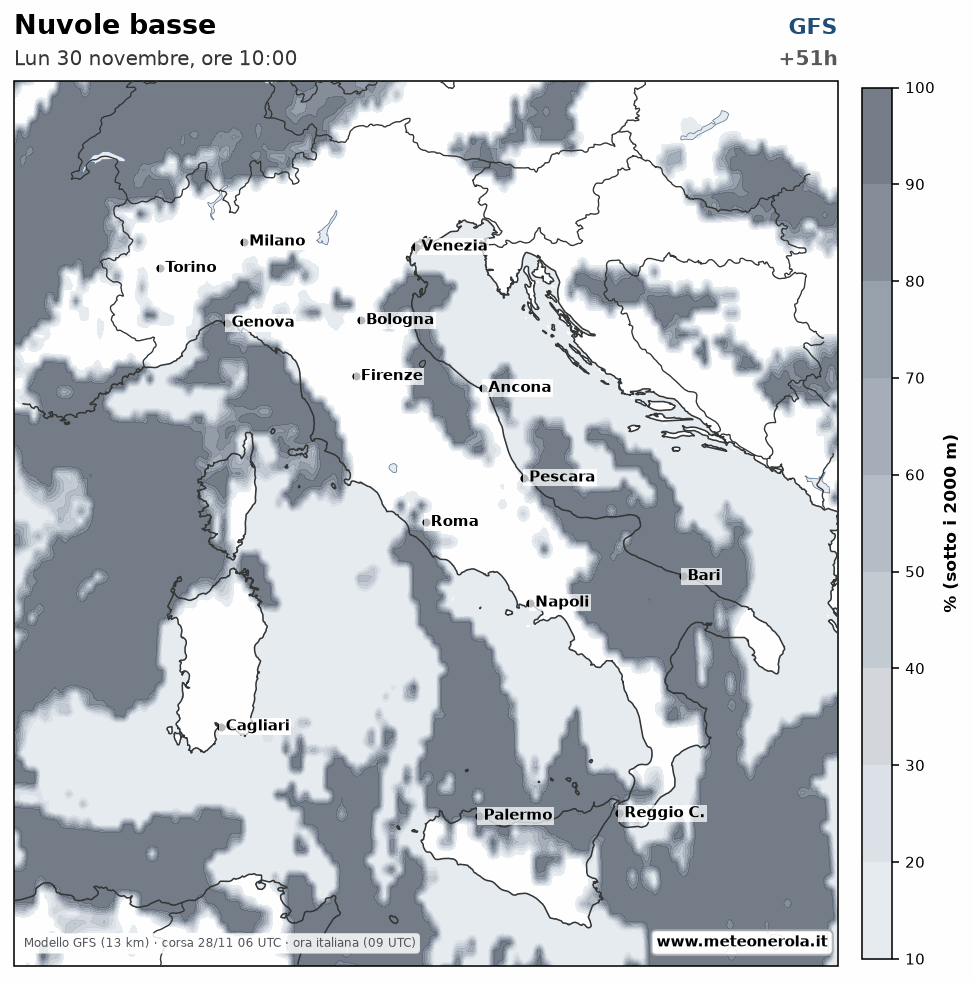 Nuvole basse
GFS
Lun 30 novembre, ore 10:00
+51h
100
90
80
70
60
50
40
30
20
10
% (sotto i 2000 m)
Milano
Venezia
Torino
Genova
Bologna
Firenze
Ancona
Pescara
Roma
Bari
Napoli
Cagliari
Palermo
Reggio C.
Modello GFS (13 km) · corsa 28/11 06 UTC · ora italiana (09 UTC)
www.meteonerola.it